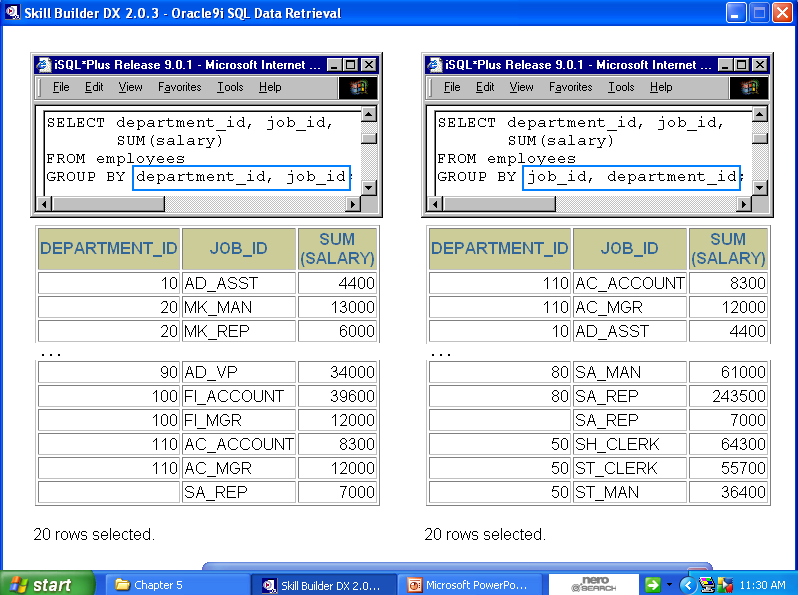 Skill Builder DX 2.0.3 - Oracle9i SQL Data Retrieval
iSQL*Plus Release 9.0.1 - Microsoft Internet ...
File Edit View Favorites Tools Help
SELECT department_id, job_id,
SUM(salary)
FROM employees
GROUP BY department_id, job_id;
DEPARTMENT_ID JOB_ID SUM (SALARY)
10 AD_ASST 4400
20 MK_MAN 13000
20 MK_REP 6000
...
90 AD_VP 34000
100 FI_ACCOUNT 39600
100 FI_MGR 12000
110 AC_ACCOUNT 8300
110 AC_MGR 12000
SA_REP 7000
20 rows selected.
iSQL*Plus Release 9.0.1 - Microsoft Internet ...
File Edit View Favorites Tools Help
SELECT department_id, job_id,
SUM(salary)
FROM employees
GROUP BY job_id, department_id;
DEPARTMENT_ID JOB_ID SUM (SALARY)
110 AC_ACCOUNT 8300
110 AC_MGR 12000
10 AD_ASST 4400
...
80 SA_MAN 61000
80 SA_REP 243500
SA_REP 7000
50 SH_CLERK 64300
50 ST_CLERK 55700
50 ST_MAN 36400
20 rows selected.
start Chapter 5 Skill Builder DX 2.0... Microsoft PowerPo... nero SEARCH 11:30 AM